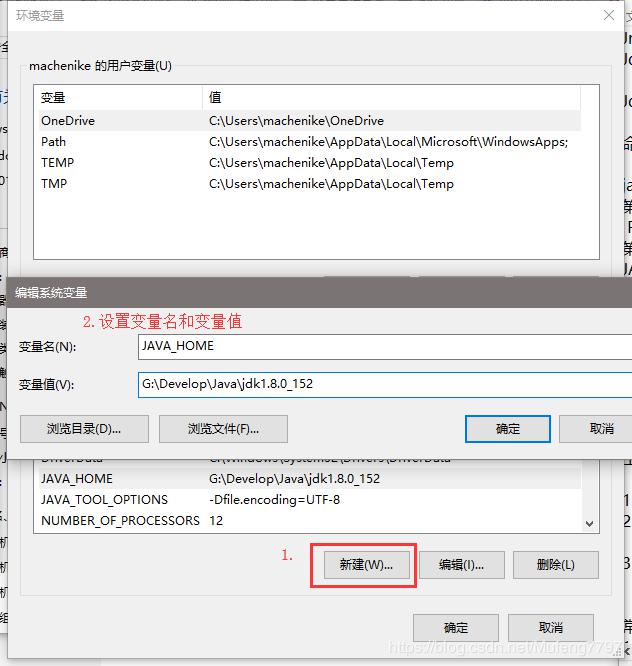 环境变量
machenike 的用户变量(U)
变量 值
OneDrive C:\Users\machenike\OneDrive
Path C:\Users\machenike\AppData\Local\Microsoft\WindowsApps;
TEMP C:\Users\machenike\AppData\Local\Temp
TMP C:\Users\machenike\AppData\Local\Temp
编辑系统变量
2. 设置变量名和变量值
变量名(N): JAVA_HOME
变量值(V): G:\Develop\Java\jdk1.8.0_152
浏览目录(D)... 浏览文件(F)... 确定 取消
DriverData C:\Windows\System32\Drivers\DriverData
JAVA_HOME G:\Develop\Java\jdk1.8.0_152
JAVA_TOOL_OPTIONS -Dfile.encoding=UTF-8
NUMBER_OF_PROCESSORS 12
1. 新建(W)... 编辑(I)... 删除(L)
确定 取消